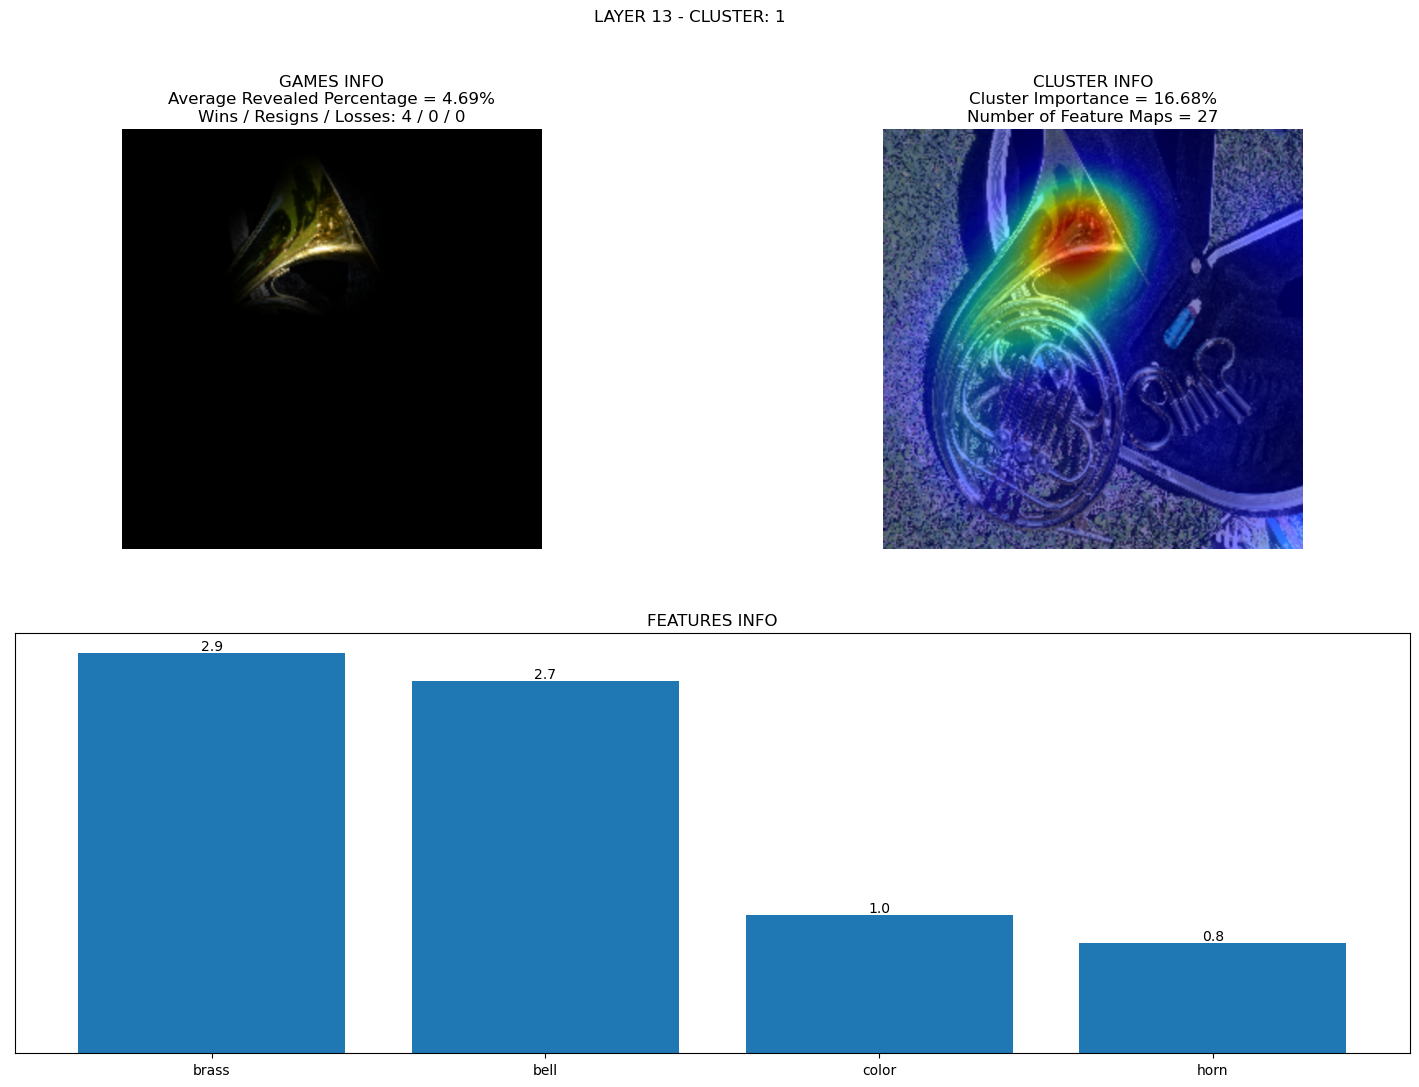 LAYER 13 - CLUSTER: 1
GAMES INFO
Average Revealed Percentage = 4.69%
Wins / Resigns / Losses: 4 / 0 / 0
CLUSTER INFO
Cluster Importance = 16.68%
Number of Feature Maps = 27
FEATURES INFO
2.9
2.7
1.0
0.8
brass
bell
color
horn